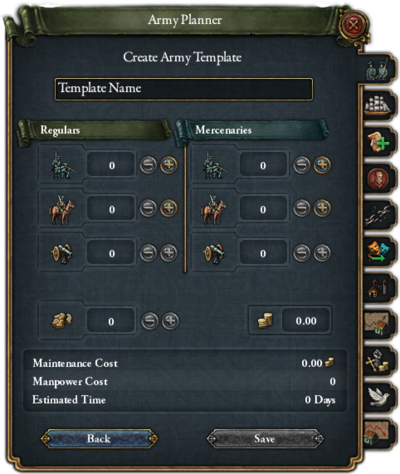 Army Planner
Create Army Template
Template Name
Regulars
Mercenaries
0 0
0 0
0 0
0 0.00
Maintenance Cost 0.00
Manpower Cost 0
Estimated Time 0 Days
Back Save